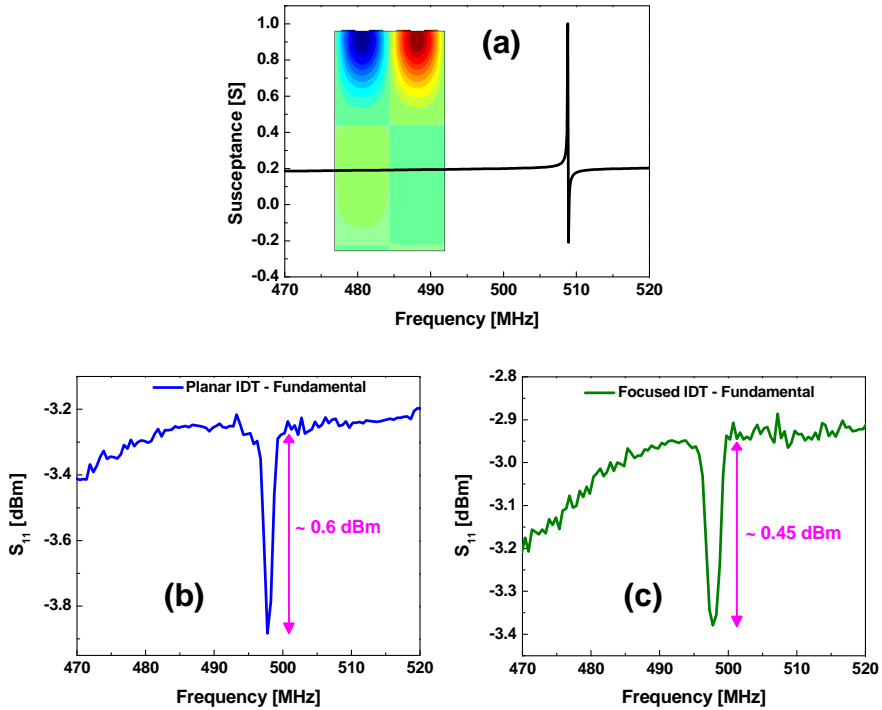 (a)
Susceptance [S]
1.0
0.8
0.6
0.4
0.2
0.0
-0.2
-0.4
470 480 490 500 510 520
Frequency [MHz]
Planar IDT - Fundamental
S11 [dBm]
-3.2
-3.4
-3.6
-3.8
~ 0.6 dBm
(b)
470 480 490 500 510 520
Frequency [MHz]
Focused IDT - Fundamental
S11 [dBm]
-2.8
-2.9
-3.0
-3.1
-3.2
-3.3
-3.4
~ 0.45 dBm
(c)
470 480 490 500 510 520
Frequency [MHz]